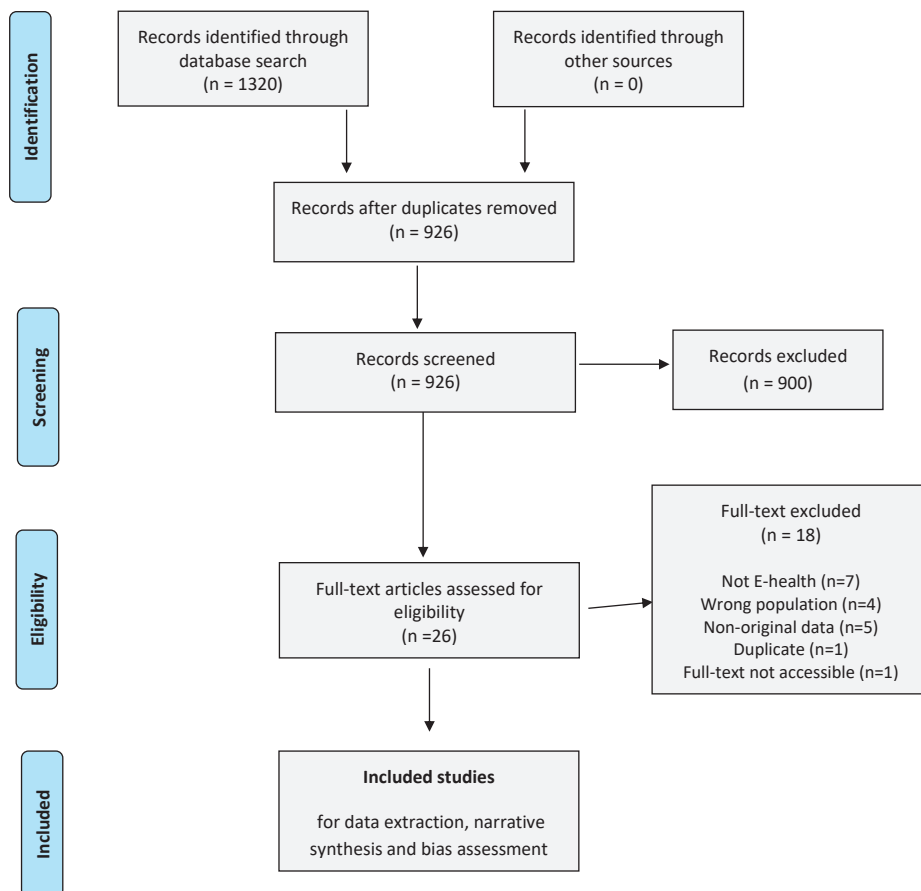 Identification
Records identified through
database search
(n = 1320)
Records identified through
other sources
(n = 0)
Records after duplicates removed
(n = 926)
Screening
Records screened
(n = 926)
Records excluded
(n = 900)
Eligibility
Full-text articles assessed for
eligibility
(n =26)
Full-text excluded
(n = 18)
Not E-health (n=7)
Wrong population (n=4)
Non-original data (n=5)
Duplicate (n=1)
Full-text not accessible (n=1)
Included
Included studies
for data extraction, narrative
synthesis and bias assessment